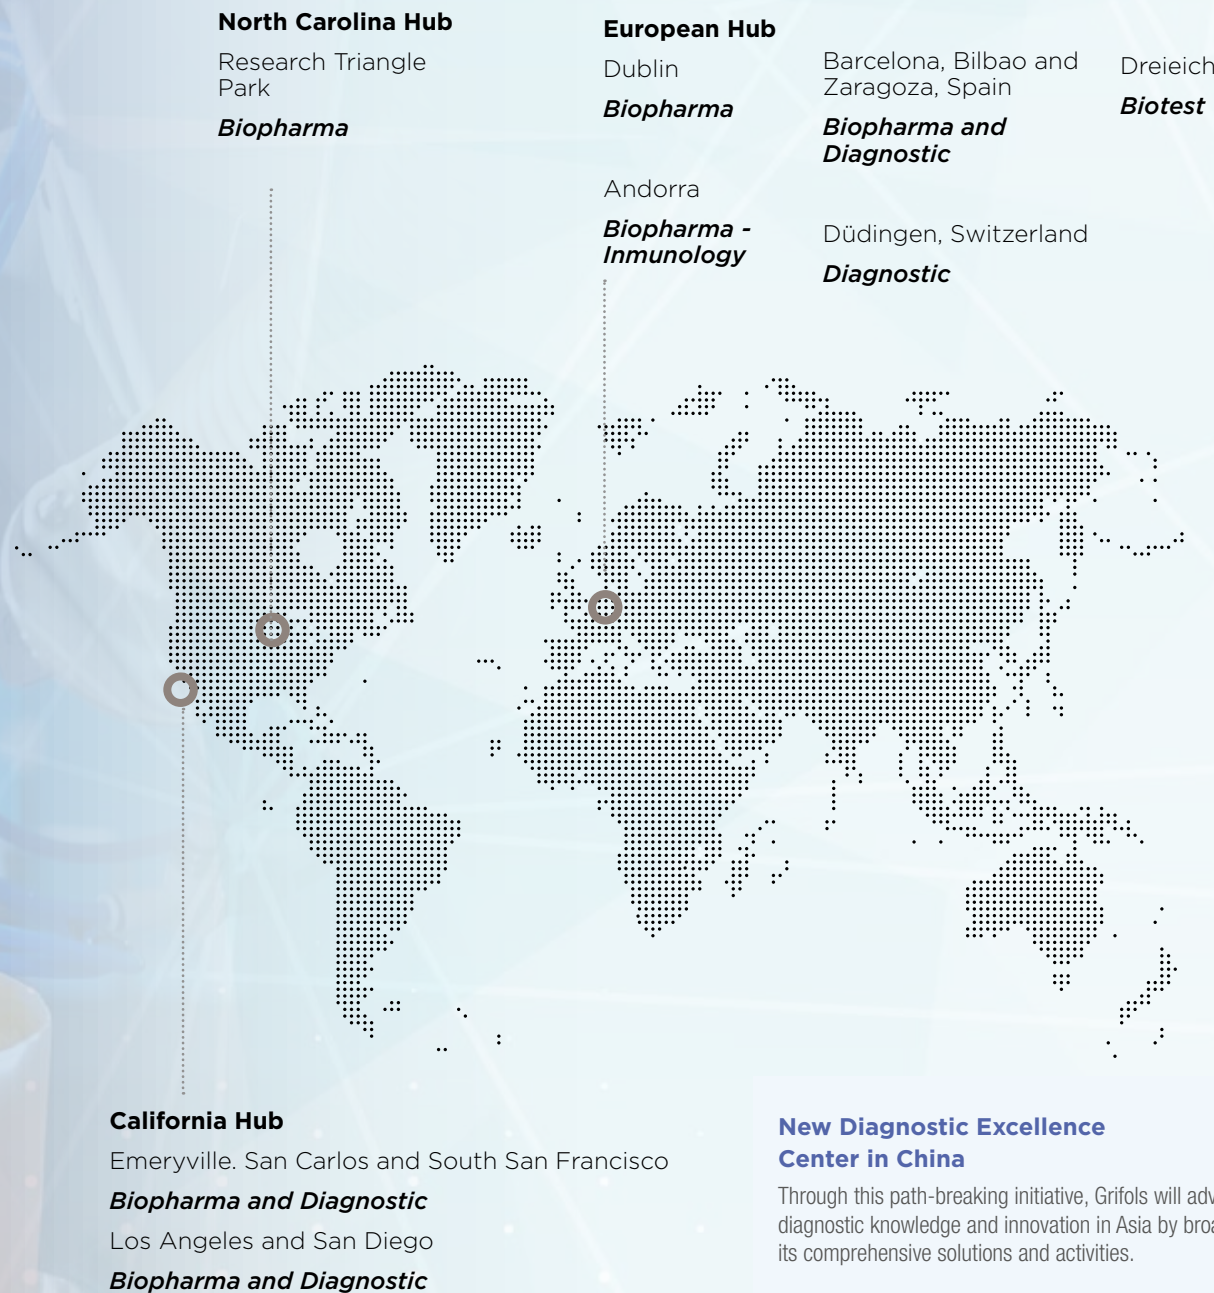 North Carolina Hub
Research Triangle
Park
Biopharma
European Hub
Dublin
Biopharma
Andorra
Biopharma -
Inmunology
Barcelona, Bilbao and
Zaragoza, Spain
Biopharma and
Diagnostic
Düdingen, Switzerland
Diagnostic
Dreieich
Biotest
California Hub
Emeryville. San Carlos and South San Francisco
Biopharma and Diagnostic
Los Angeles and San Diego
Biopharma and Diagnostic
New Diagnostic Excellence
Center in China
Through this path-breaking initiative, Grifols will
diagnostic knowledge and innovation in Asia by
its comprehensive solutions and activities.